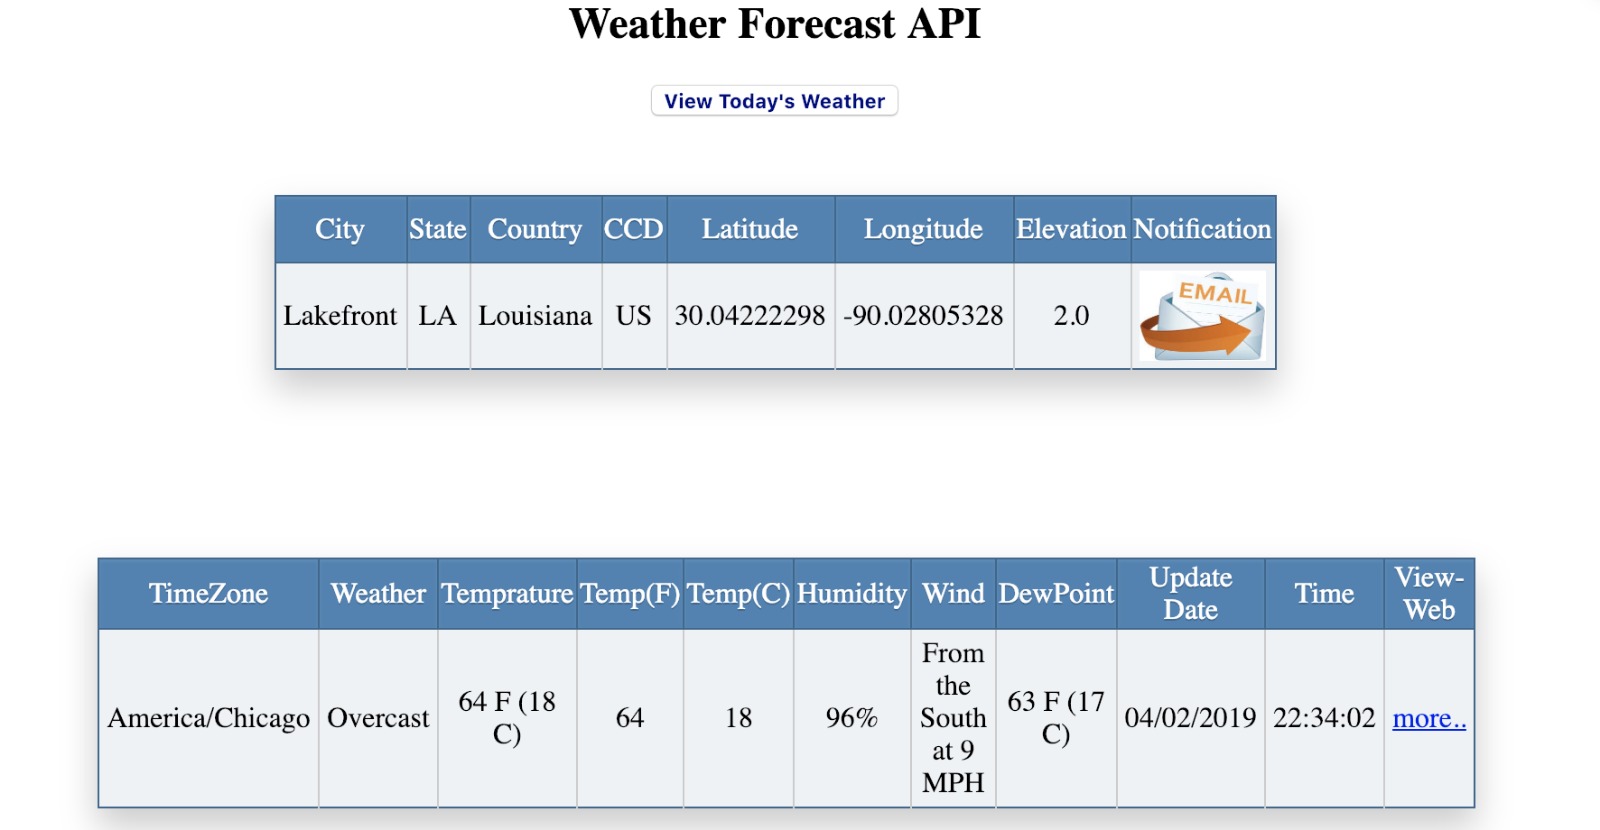 Weather Forecast API
View Today's Weather
City State Country CCD Latitude Longitude Elevation Notification
Lakefront LA Louisiana US 30.04222298 -90.02805328 2.0 EMAIL
TimeZone Weather Temprature Temp(F) Temp(C) Humidity Wind DewPoint Update Date Time View-Web
America/Chicago Overcast 64 F (18 C) 64 18 96% From the South at 9 MPH 63 F (17 C) 04/02/2019 22:34:02 more..